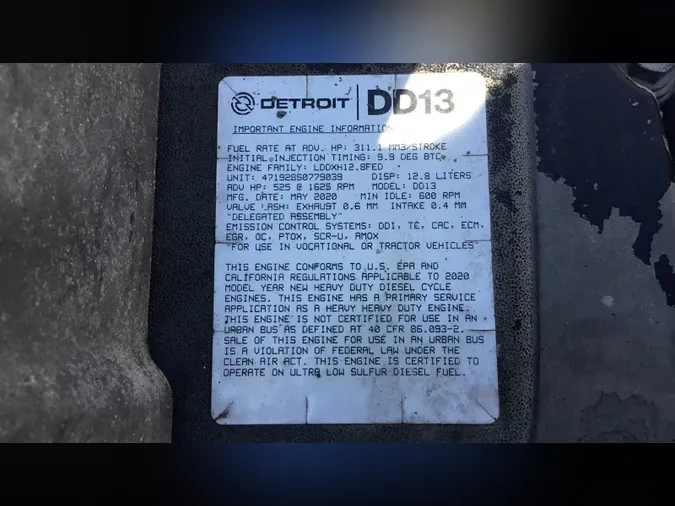 DETROIT DD13
IMPORTANT ENGINE INFORMATION
FUEL RATE AT ADV. HP: 311.1 MM3/STROKE
INITIAL INJECTION TIMING: 9.9 DEG BTC
ENGINE FAMILY: LDDXH12.8FED
UNIT: 471928S0779039 DISP: 12.8 LITERS
ADV HP: 525 @ 1625 RPM MODEL: DD13
MFG. DATE: MAY 2020 MIN IDLE: 600 RPM
VALVE LASH: EXHAUST 0.6 MM INTAKE 0.4 MM
"DELEGATED ASSEMBLY"
EMISSION CONTROL SYSTEMS: DDI, TC, CAC, ECM,
EGR, OC, PTOX, SCR-U, AMOX
"FOR USE IN VOCATIONAL OR TRACTOR VEHICLES"
THIS ENGINE CONFORMS TO U.S. EPA AND
CALIFORNIA REGULATIONS APPLICABLE TO 2020
MODEL YEAR NEW HEAVY DUTY DIESEL CYCLE
ENGINES. THIS ENGINE HAS A PRIMARY SERVICE
APPLICATION AS A HEAVY HEAVY DUTY ENGINE.
THIS ENGINE IS NOT CERTIFIED FOR USE IN AN
URBAN BUS AS DEFINED AT 40 CFR 86.093-2.
SALE OF THIS ENGINE FOR USE IN AN URBAN BUS
IS A VIOLATION OF FEDERAL LAW UNDER THE
CLEAN AIR ACT. THIS ENGINE IS CERTIFIED TO
OPERATE ON ULTRA LOW SULFUR DIESEL FUEL.